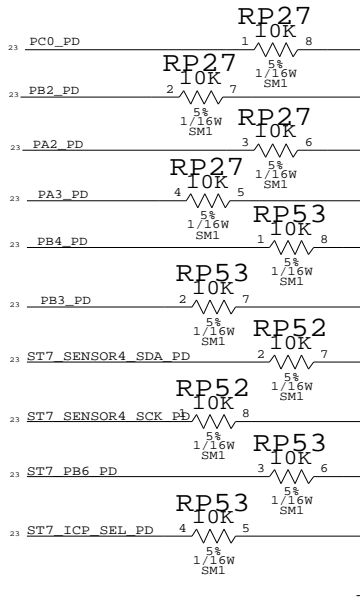 RP27
10K
23 PC0_PD 1 8
5%
1/16W
SM1
RP27
10K
23 PB2_PD 2 7
5%
1/16W
SM1
RP27
10K
23 PA2_PD 3 6
5%
1/16W
SM1
RP27
10K
23 PA3_PD 4 5
5%
1/16W
SM1
RP53
10K
23 PB4_PD 1 8
5%
1/16W
SM1
RP53
10K
23 PB3_PD 2 7
5%
1/16W
SM1
RP52
10K
23 ST7_SENSOR4_SDA_PD 2 7
5%
1/16W
SM1
RP52
10K
23 ST7_SENSOR4_SCK_PD 1 8
5%
1/16W
SM1
RP53
10K
23 ST7_PB6_PD 3 6
5%
1/16W
SM1
RP53
10K
23 ST7_ICP_SEL_PD 4 5
5%
1/16W
SM1